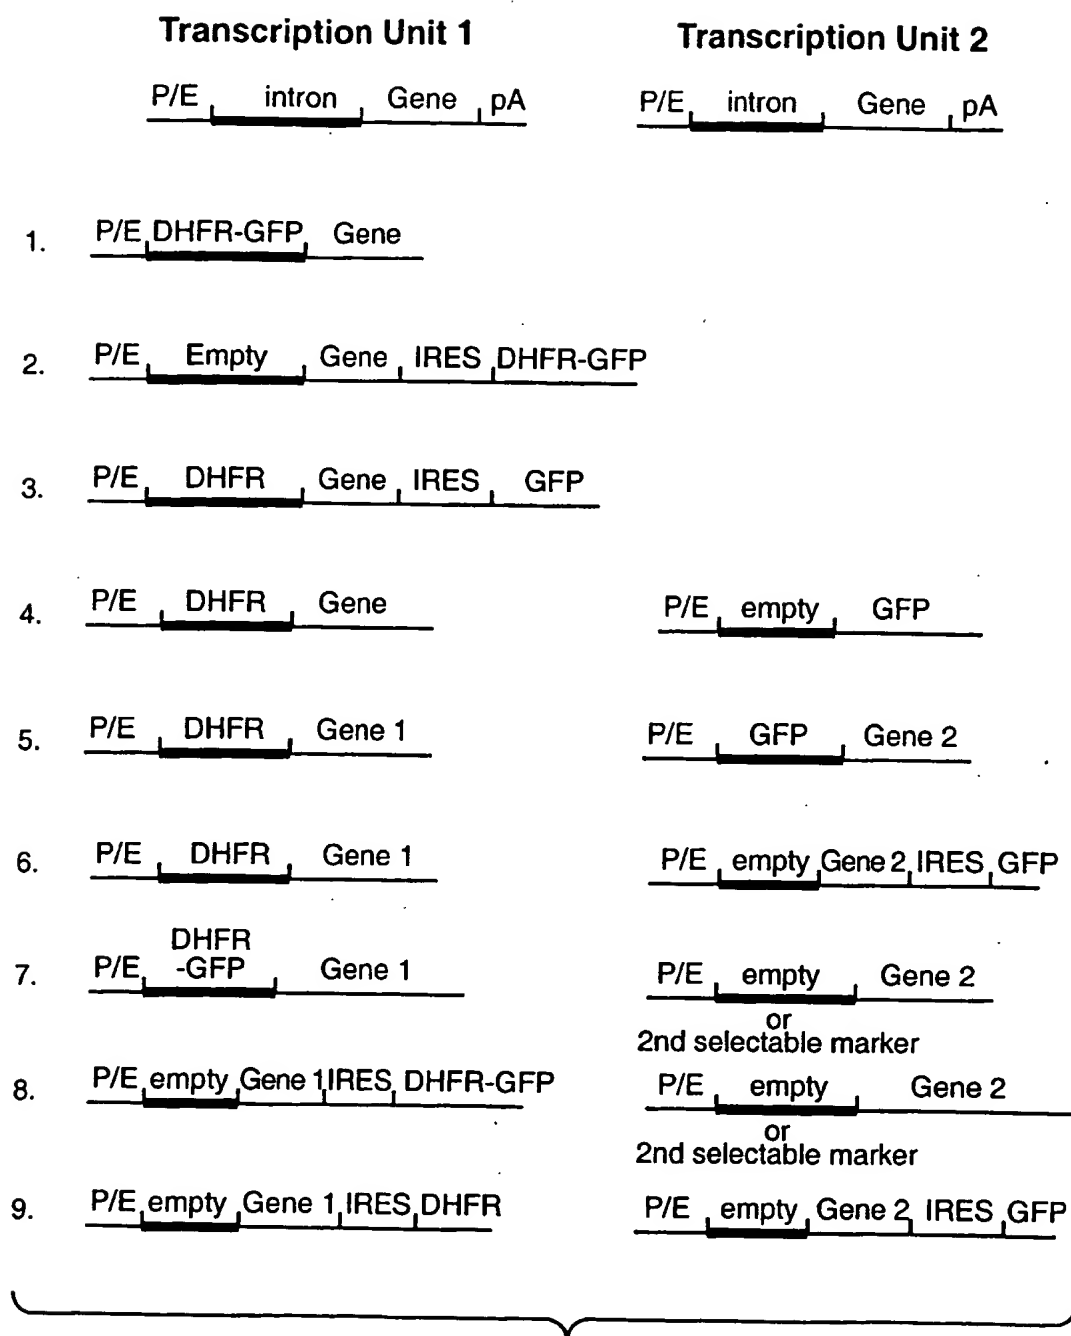 Transcription Unit 1 Transcription Unit 2
P/E intron Gene pA P/E intron Gene pA
1. P/E DHFR-GFP Gene
2. P/E Empty Gene IRES DHFR-GFP
3. P/E DHFR Gene IRES GFP
4. P/E DHFR Gene P/E empty GFP
5. P/E DHFR Gene 1 P/E GFP Gene 2
6. P/E DHFR Gene 1 P/E empty Gene 2 IRES GFP
DHFR
7. P/E -GFP Gene 1 P/E empty Gene 2
or
2nd selectable marker
8. P/E empty Gene 1 IRES DHFR-GFP P/E empty Gene 2
or
2nd selectable marker
9. P/E empty Gene 1 IRES DHFR P/E empty Gene 2 IRES GFP